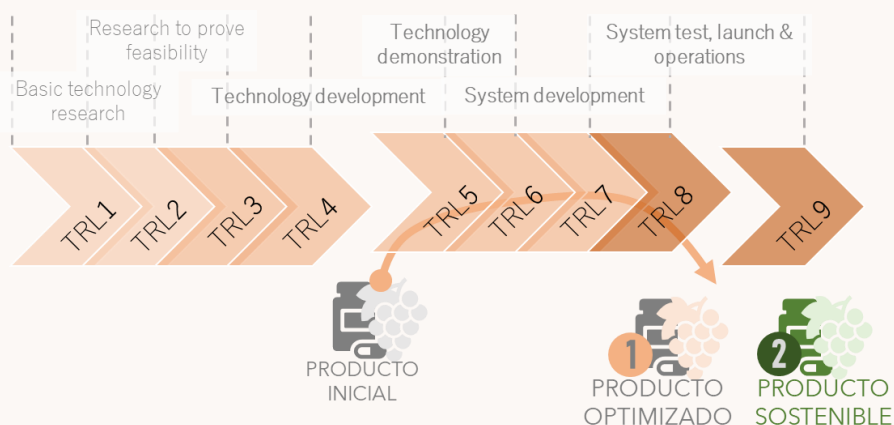 Research to prove
feasibility
Technology
demonstration
System test, launch &
operations
Basic technology
research
Technology development
System development
TRL1
TRL2
TRL3
TRL4
TRL5
TRL6
TRL7
TRL8
TRL9
PRODUCTO
INICIAL
1
PRODUCTO
OPTIMIZADO
2
PRODUCTO
SOSTENIBLE